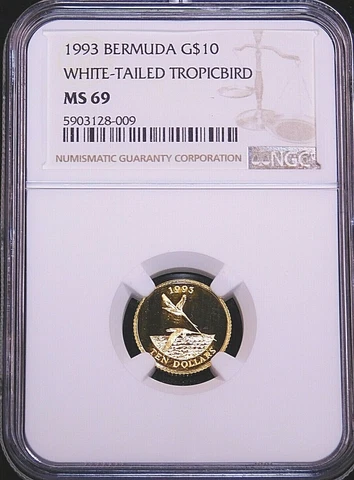 1993 BERMUDA G$10
WHITE-TAILED TROPICBIRD
MS 69
5903128-009
NUMISMATIC GUARANTY CORPORATION
NGC
1993
TEN DOLLARS